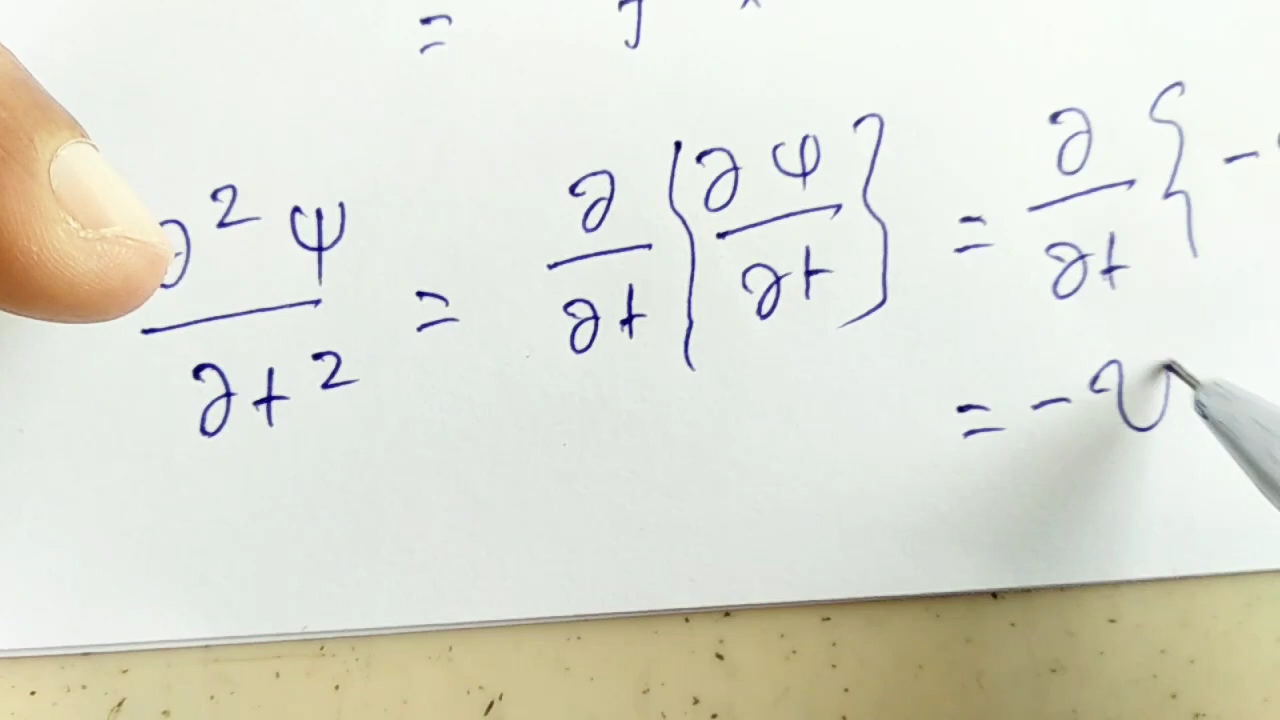 =
∂²ψ/∂t² = ∂/∂t {∂ψ/∂t} = ∂/∂t { -
= - v